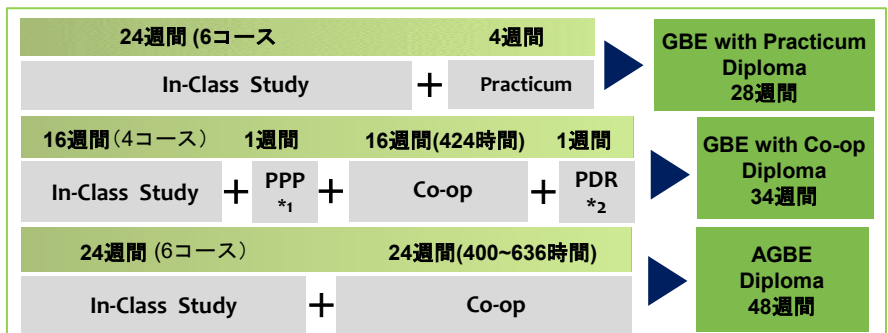 24週間 (6コース 4週間
In-Class Study + Practicum
GBE with Practicum
Diploma
28週間
16週間(4コース) 1週間 16週間(424時間) 1週間
In-Class Study + PPP *1 + Co-op + PDR *2
GBE with Co-op
Diploma
34週間
24週間 (6コース) 24週間(400~636時間)
In-Class Study + Co-op
AGBE
Diploma
48週間